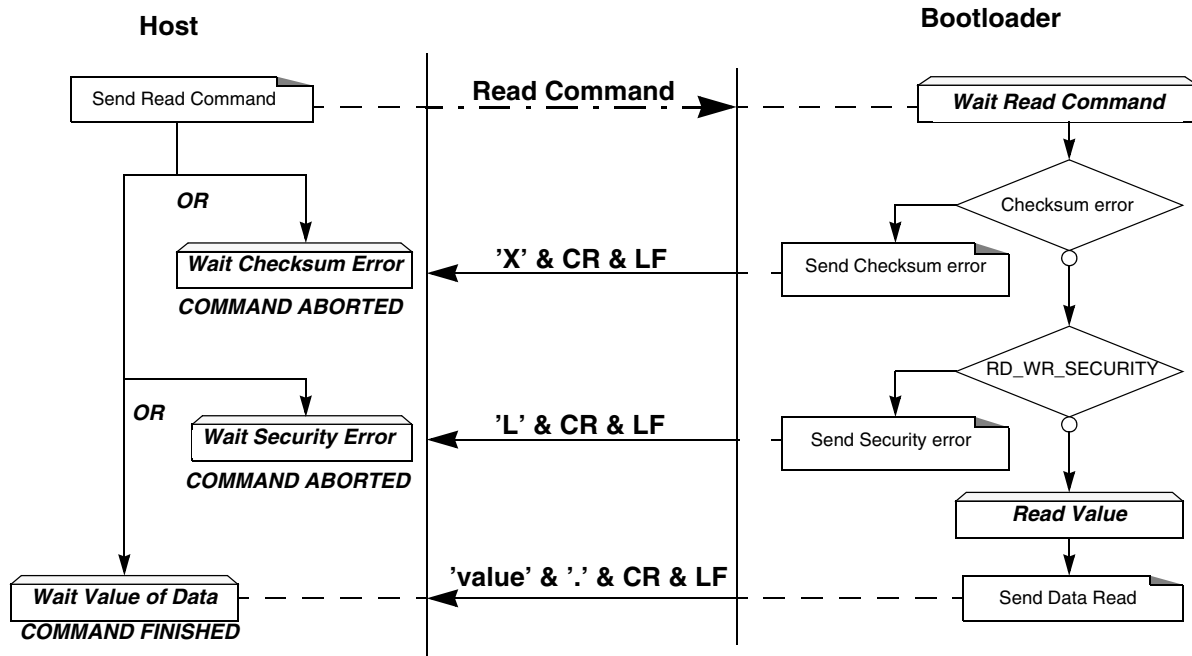 Host
Bootloader
Send Read Command
Read Command
Wait Read Command
OR
Checksum error
Wait Checksum Error
’X’ & CR & LF
Send Checksum error
COMMAND ABORTED
RD_WR_SECURITY
OR
Wait Security Error
’L’ & CR & LF
Send Security error
COMMAND ABORTED
Read Value
’value’ & ’.’ & CR & LF
Wait Value of Data
Send Data Read
COMMAND FINISHED